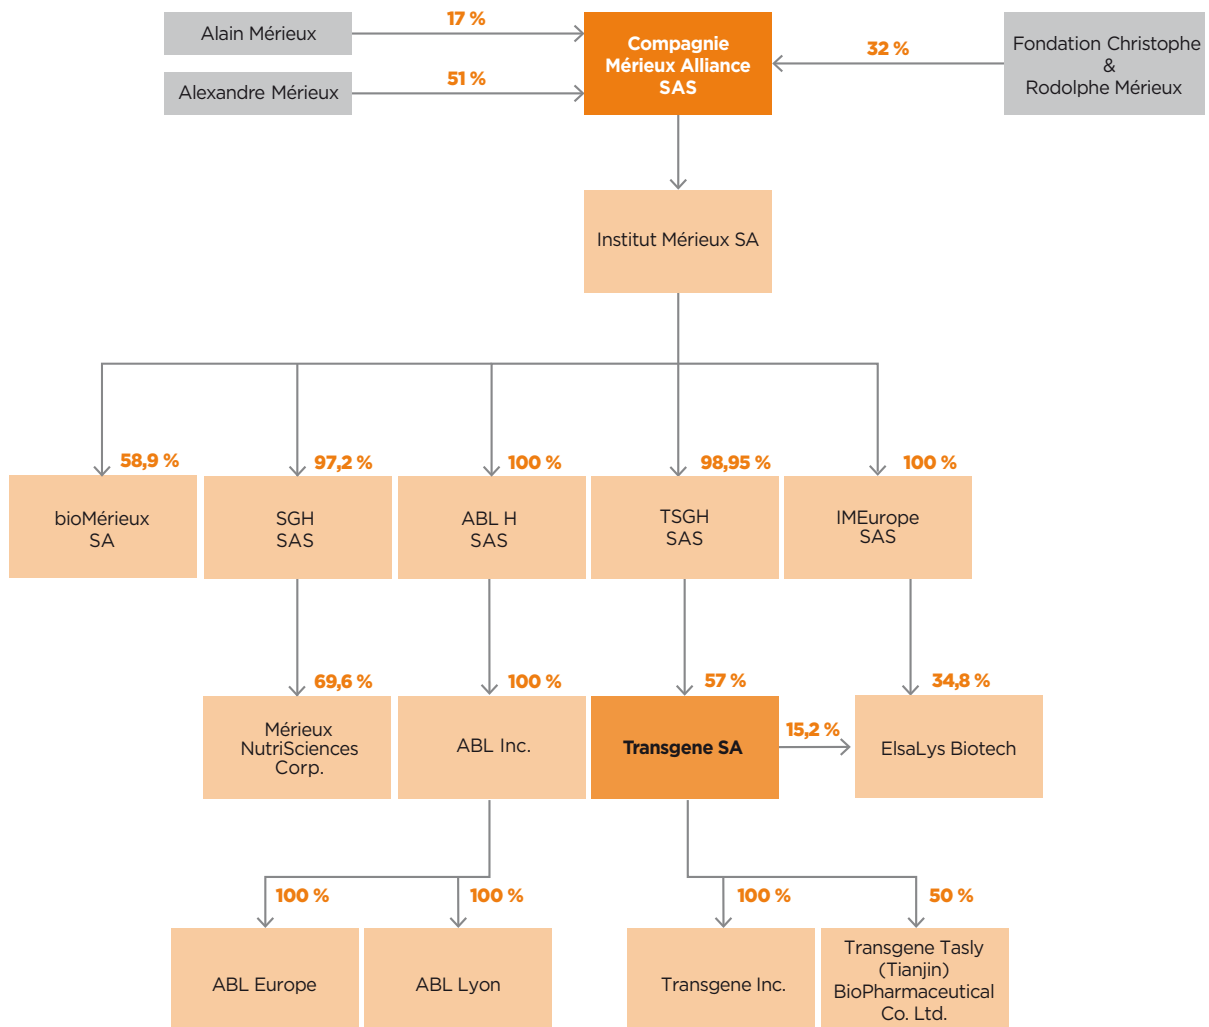 Alain Mérieux
17 %
Compagnie
Mérieux Alliance
SAS
32 %
Fondation Christophe
&
Rodolphe Mérieux
Alexandre Mérieux
51 %
Institut Mérieux SA
58,9 %
97,2 %
100 %
98,95 %
100 %
bioMérieux
SA
SGH
SAS
ABL H
SAS
TSGH
SAS
IMEurope
SAS
69,6 %
100 %
57 %
34,8 %
Mérieux
NutriSciences
Corp.
ABL Inc.
Transgene SA
15,2 %
ElsaLys Biotech
100 %
100 %
100 %
50 %
ABL Europe
ABL Lyon
Transgene Inc.
Transgene Tasly
(Tianjin)
BioPharmaceutical
Co. Ltd.